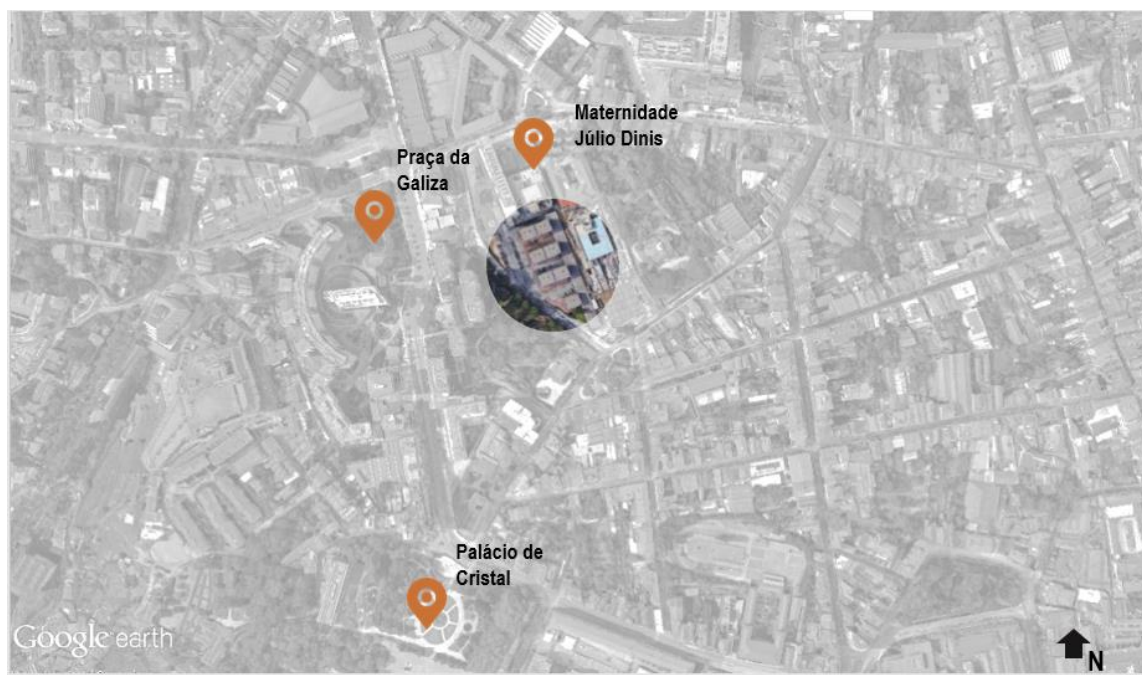 Maternidade
Júlio Dinis
Praça da
Galiza
Palácio de
Cristal
Google earth
N